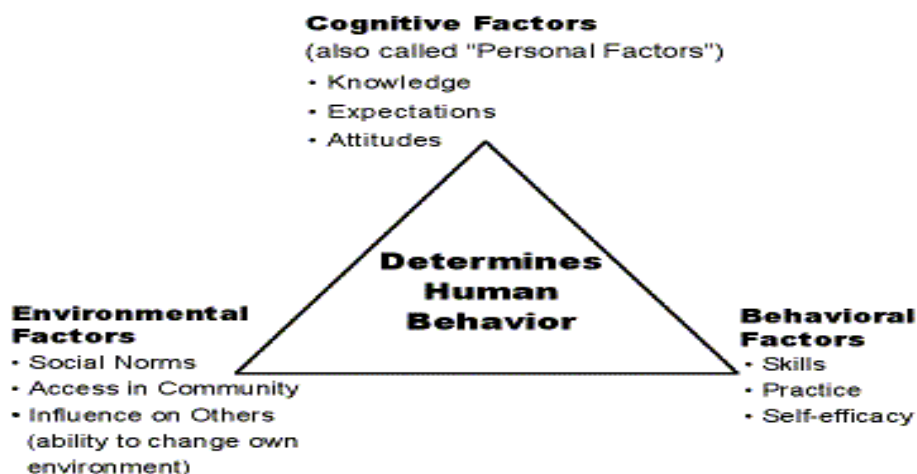 Cognitive Factors
(also called "Personal Factors")
• Knowledge
• Expectations
• Attitudes
Determines
Human
Behavior
Environmental
Factors
• Social Norms
• Access in Community
• Influence on Others
(ability to change own
environment)
Behavioral
Factors
• Skills
• Practice
• Self-efficacy